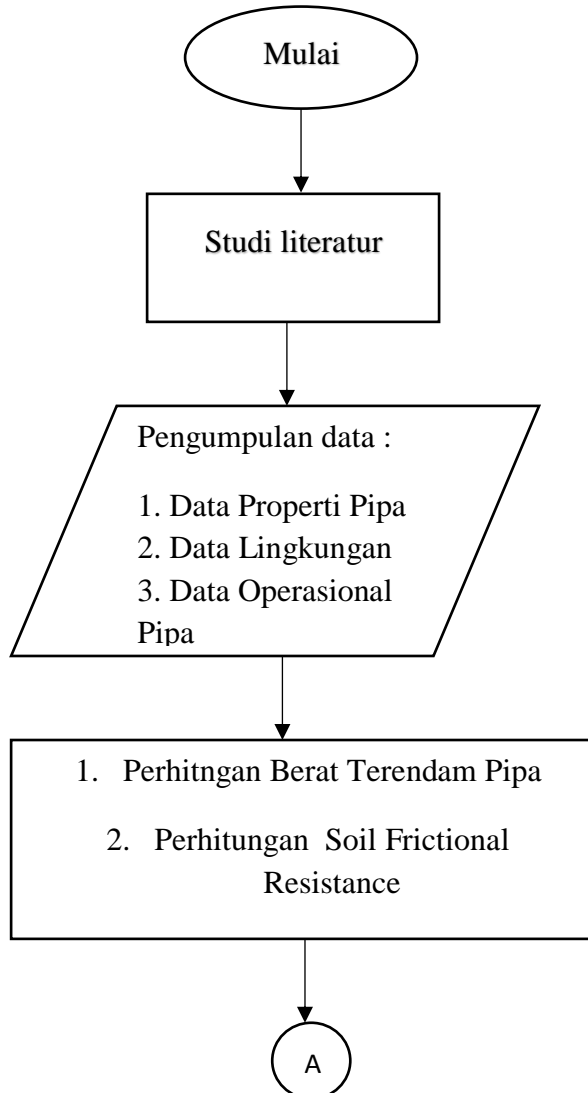 Mulai
Studi literatur
Pengumpulan data :
1. Data Properti Pipa
2. Data Lingkungan
3. Data Operasional
Pipa
1. Perhitngan Berat Terendam Pipa
2. Perhitungan Soil Frictional
Resistance
A